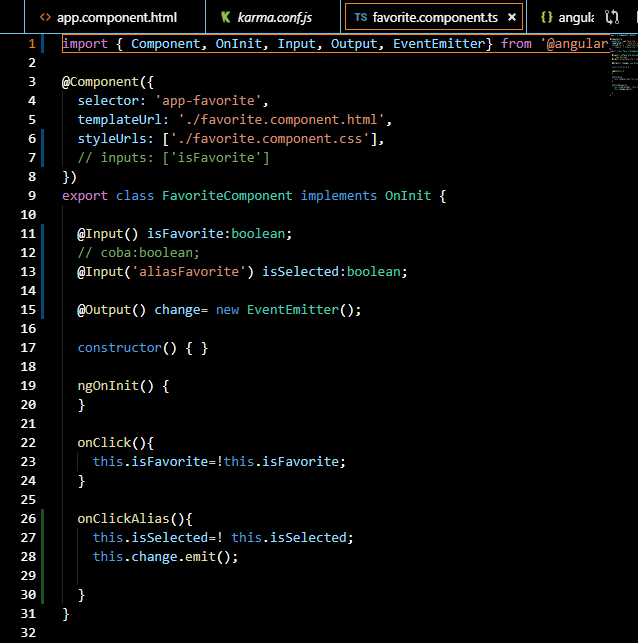 app.component.html karma.conf.js TS favorite.component.ts × {} angula
1 import { Component, OnInit, Input, Output, EventEmitter} from '@angular
2
3 @Component({
4   selector: 'app-favorite',
5   templateUrl: './favorite.component.html',
6   styleUrls: ['./favorite.component.css'],
7   // inputs: ['isFavorite']
8 })
9 export class FavoriteComponent implements OnInit {
10
11   @Input() isFavorite:boolean;
12   // coba:boolean;
13   @Input('aliasFavorite') isSelected:boolean;
14
15   @Output() change= new EventEmitter();
16
17   constructor() { }
18
19   ngOnInit() {
20   }
21
22   onClick(){
23     this.isFavorite=!this.isFavorite;
24   }
25
26   onClickAlias(){
27     this.isSelected=! this.isSelected;
28     this.change.emit();
29
30   }
31 }
32